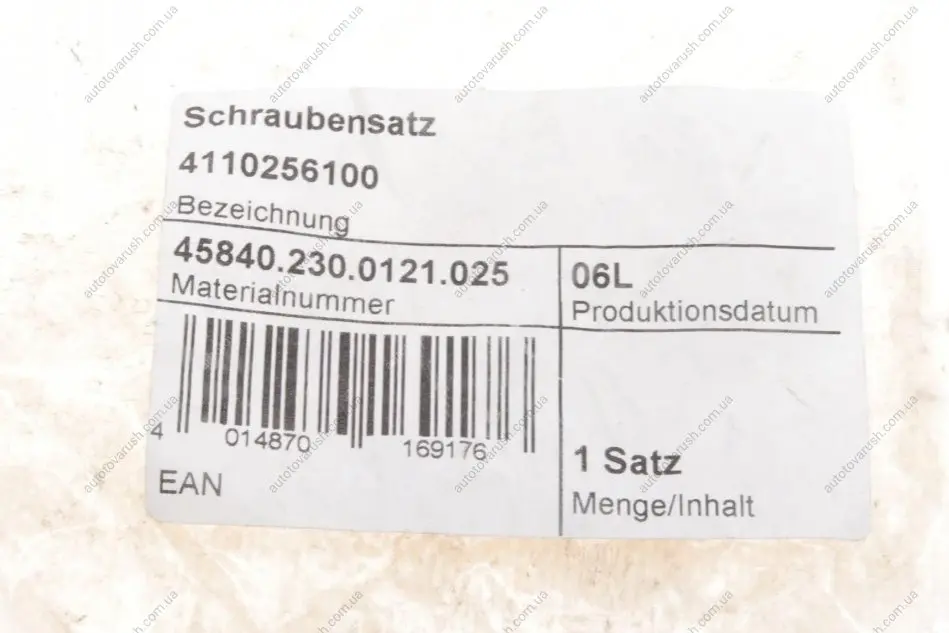 Schraubensatz
4110256100
Bezeichnung
45840.230.0121.025
Materialnummer
06L
Produktionsdatum
4 014870 169176
EAN
1 Satz
Menge/Inhalt
autotovarush.com.ua